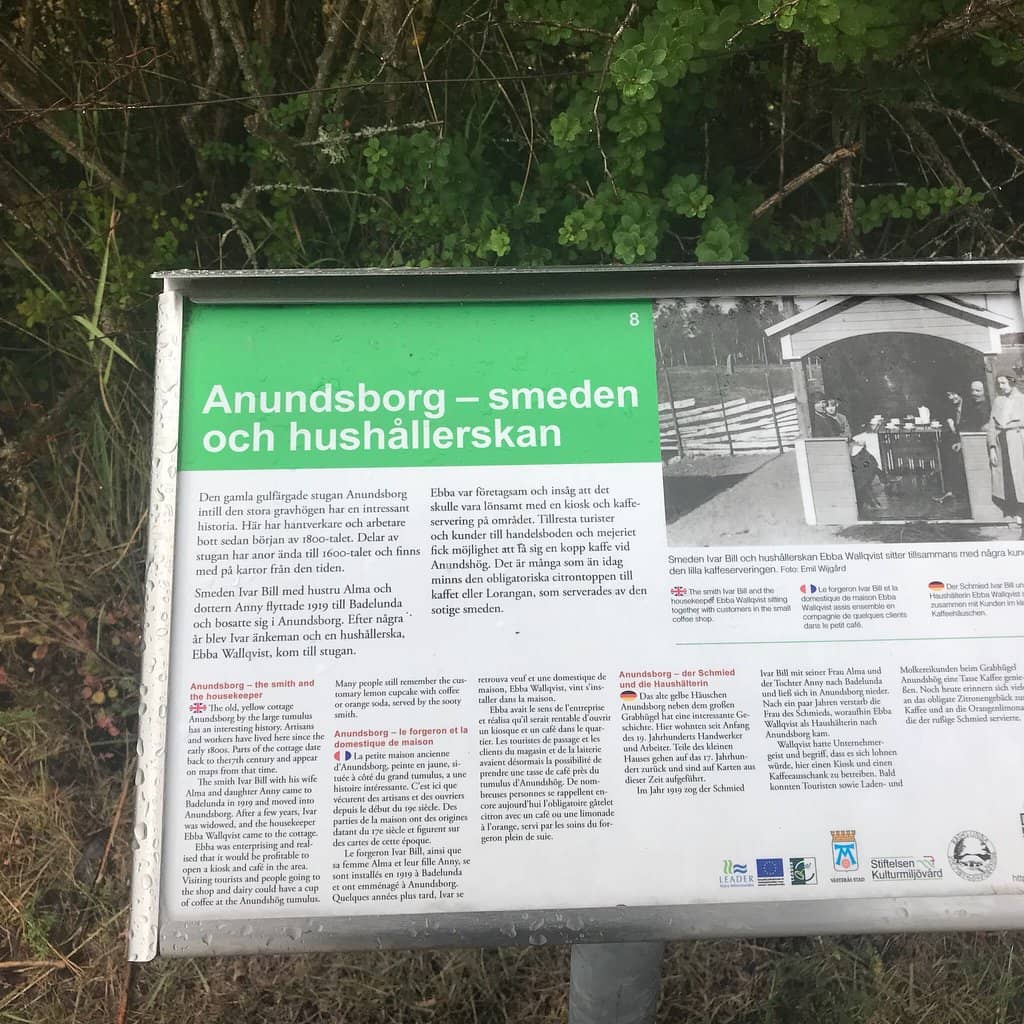 8
Anundsborg – smeden
och hushållerskan
Den gamla gulfärgade stugan Anundsborg
intill den stora gravhögen har en intressant
historia. Här har hantverkare och arbetare
bott sedan början av 1800-talet. Delar av
stugan har anor ända till 1600-talet och finns
med på kartor från den tiden.
Smeden Ivar Bill med hustru Alma och
dottern Anny flyttade 1919 till Badelunda
och bosatte sig i Anundsborg. Efter några
år blev Ivar änkeman och en hushållerska,
Ebba Wallqvist, kom till stugan.
Ebba var företagsam och insåg att det
skulle vara lönsamt med en kiosk och kaffe-
servering på området. Tillresta turister
och kunder till handelsboden och mejeriet
fick möjlighet att få sig en kopp kaffe vid
Anundshög. Det är många som än idag
minns den obligatoriska citrontoppen till
kaffet eller Lorangan, som serverades av den
sotige smeden.
Smeden Ivar Bill och hushållerskan Ebba Wallqvist sitter tillsammans med några
den lilla kaffeserveringen. Foto: Emil Wijgård
The smith Ivar Bill and the
housekeeper Ebba Wallqvist sitting
together with customers in the small
coffee shop.
Le forgeron Ivar Bill et la
domestique de maison Ebba
Walqvist assis ensemble en
compagnie de quelques clients
dans le petit café.
Der Schmied Ivar Bill
Haushälterin Ebba Wallqvist
zusammen mit Kunden im
Kaffeehäuschen.
Anundsborg – the smith and
the housekeeper
The old, yellow cottage
Anundsborg by the large tumulus
has an interesting history. Artisans
and workers have lived here since the
early 1800s. Parts of the cottage date
back to the17th century and appear
on maps from that time.
The smith Ivar Bill with his wife
Alma and daughter Anny came to
Badelunda in 1919 and moved into
Anundsborg. After a few years, Ivar
was widowed, and the housekeeper
Ebba Wallqvist came to the cottage.
Ebba was enterprising and real-
ised that it would be profitable to
open a kiosk and café in the area.
Visiting tourists and people going to
the shop and dairy could have a cup
of coffee at the Anundshög tumulus.
Many people still remember the cus-
tomary lemon cupcake with coffee
or orange soda, served by the sooty
smith.
Anundsborg – le forgeron et la
domestique de maison
La petite maison ancienne
d'Anundsborg, peinte en jaune, si-
tuée à côté du grand tumulus, a une
histoire intéressante. C'est ici que
vécurent des artisans et des ouvriers
depuis le début du 19e siècle. Des
parties de la maison ont des origines
datant du 17e siècle et figurent sur
des cartes de cette époque.
Le forgeron Ivar Bill, ainsi que
sa femme Alma et leur fille Anny, se
sont installés en 1919 à Badelunda
et ont emménagé à Anundsborg.
Quelques années plus tard, Ivar se
retrouva veuf et une domestique de
maison, Ebba Wallqvist, vint s'ins-
taller dans la maison.
Ebba avait le sens de l'entreprise
et réalisa qu'il serait rentable d'ouvrir
un kiosque et un café dans le quar-
tier. Les touristes de passage et les
clients du magasin et de la laiterie
avaient désormais la possibilité de
prendre une tasse de café près du
tumulus d'Anundshög. De nom-
breuses personnes se rappellent en-
core aujourd'hui l'obligatoire gâtelet
citron avec un café ou une limonade
à l'orange, servi par les soins du for-
geron plein de suie.
Anundsborg – der Schmied
und die Haushälterin
Das alte gelbe Häuschen
Anundsborg neben dem großen
Grabhügel hat eine interessante Ge-
schichte. Hier wohnten seit Anfang
des 19. Jahrhunderts Handwerker
und Arbeiter. Teile des kleinen
Hauses gehen auf das 17. Jahrhun-
dert zurück und sind auf Karten aus
dieser Zeit aufgeführt.
Im Jahr 1919 zog der Schmied
Ivar Bill mit seiner Frau Alma und
der Tochter Anny nach Badelunda
und ließ sich in Anundsborg nieder.
Nach ein paar Jahren verstarb die
Frau des Schmieds, woraufhin Ebba
Wallqvist als Haushälterin nach
Anundsborg kam.
Wallqvist hatte Unternehmer-
geist und begriff, dass es sich lohnen
würde, hier einen Kiosk und einen
Kaffeeausschank zu betreiben. Bald
konnten Touristen sowie Laden- und
Molkereikunden beim Grabhügel
Anundshög eine Tasse Kaffee genie-
ßen. Noch heute erinnern sich
an das obligate Zitronengebäck
Kaffee und an die Orangenlimonade
die der rußige Schmied servierte.
LEADER
VÄSTERÅS STAD
Stiftelsen
Kulturmiljövård